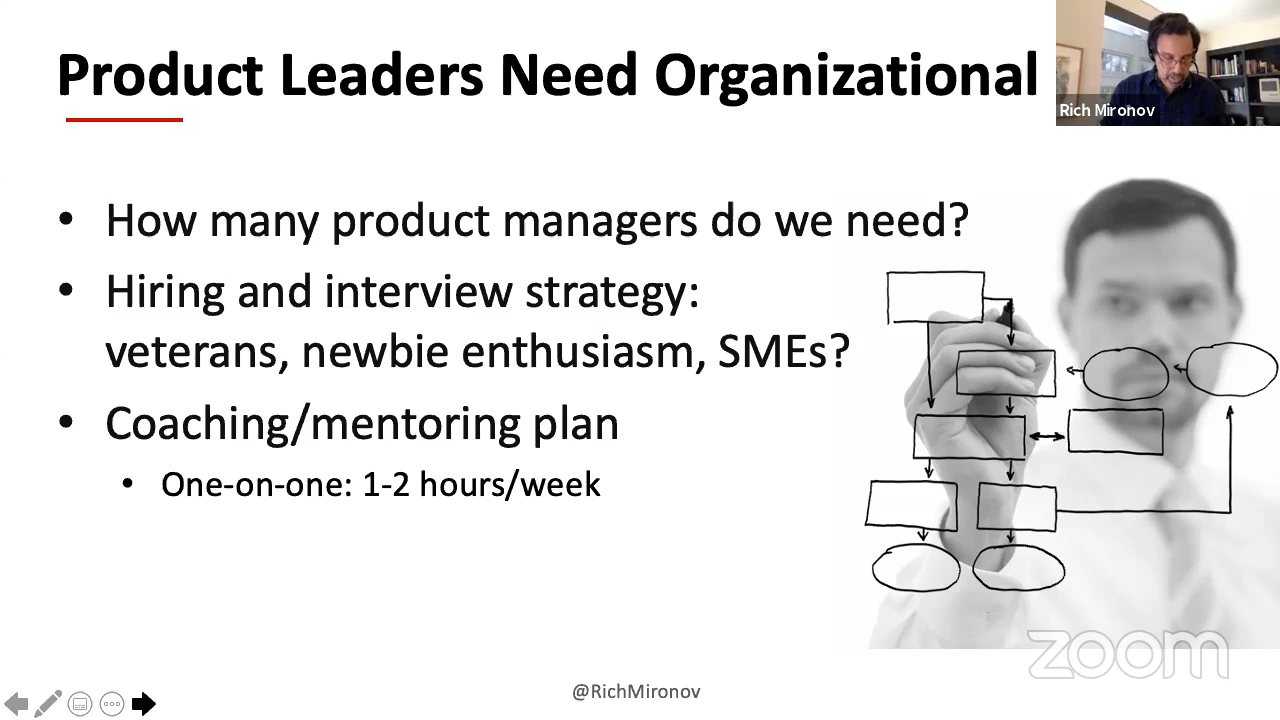 Product Leaders Need Organizational
Rich Mironov
• How many product managers do we need?
• Hiring and interview strategy:
veterans, newbie enthusiasm, SMEs?
• Coaching/mentoring plan
• One-on-one: 1-2 hours/week
zoom
@RichMironov